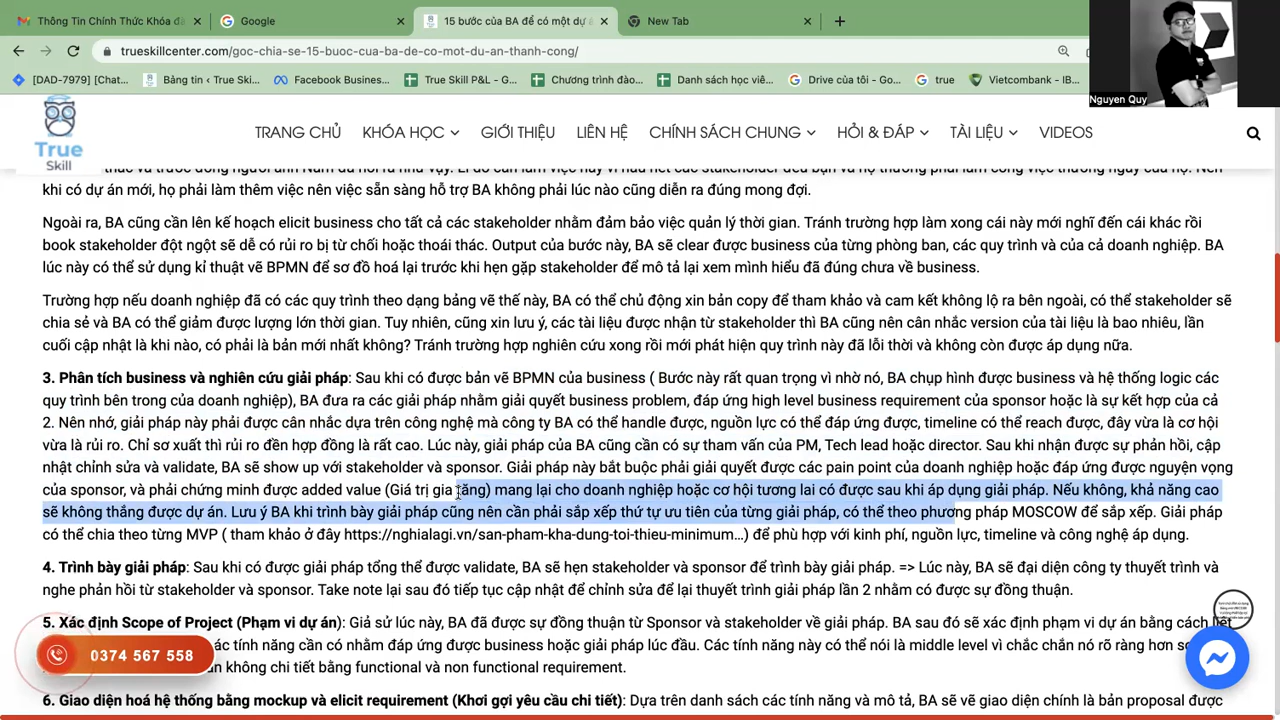 Thông Tin Chính Thức Khóa đà
Google
15 bước của BA để có một dự á
New Tab
trueskillcenter.com/goc-chia-se-15-buoc-cua-ba-de-co-mot-du-an-thanh-cong/
[DAD-7979] [Chat...
Bảng tin ‹ True Skil...
Facebook Business...
True Skill P&L - G...
Chương trình đào...
Danh sách học viê...
Drive của tôi - Go...
true
Vietcombank - IB...
Nguyen Quy
True
Skill
TRANG CHỦ
KHÓA HỌC
GIỚI THIỆU
LIÊN HỆ
CHÍNH SÁCH CHUNG
HỎI & ĐÁP
TÀI LIỆU
VIDEOS
khi có dự án mới, họ phải làm thêm việc nên việc sẵn sàng hỗ trợ BA không phải lúc nào cũng diễn ra đúng mong đợi.
Ngoài ra, BA cũng cần lên kế hoạch elicit business cho tất cả các stakeholder nhằm đảm bảo việc quản lý thời gian. Tránh trường hợp làm xong cái này mới nghĩ đến cái khác rồi
book stakeholder đột ngột sẽ dễ có rủi ro bị từ chối hoặc thoái thác. Output của bước này, BA sẽ clear được business của từng phòng ban, các quy trình và của cả doanh nghiệp. BA
lúc này có thể sử dụng kỉ thuật vẽ BPMN để sơ đồ hoá lại trước khi hẹn gặp stakeholder để mô tả lại xem mình hiểu đã đúng chưa về business.
Trường hợp nếu doanh nghiệp đã có các quy trình theo dạng bảng vẽ thế này, BA có thể chủ động xin bản copy để tham khảo và cam kết không lộ ra bên ngoài, có thể stakeholder sẽ
chia sẻ và BA có thể giảm được lượng lớn thời gian. Tuy nhiên, cũng xin lưu ý, các tài liệu được nhận từ stakeholder thì BA cũng nên cân nhắc version của tài liệu là bao nhiêu, lần
cuối cập nhật là khi nào, có phải là bản mới nhất không? Tránh trường hợp nghiên cứu xong rồi mới phát hiện quy trình này đã lỗi thời và không còn được áp dụng nữa.
3. Phân tích business và nghiên cứu giải pháp: Sau khi có được bản vẽ BPMN của business ( Bước này rất quan trọng vì nhờ nó, BA chụp hình được business và hệ thống logic các
quy trình bên trong của doanh nghiệp), BA đưa ra các giải pháp nhằm giải quyết business problem, đáp ứng high level business requirement của sponsor hoặc là sự kết hợp của cả
2. Nên nhớ, giải pháp này phải được cân nhắc dựa trên công nghệ mà công ty BA có thể handle được, nguồn lực có thể đáp ứng được, timeline có thể reach được, đây vừa là cơ hội
vừa là rủi ro. Chỉ sơ xuất thì rủi ro đền hợp đồng là rất cao. Lúc này, giải pháp của BA cũng cần có sự tham vấn của PM, Tech lead hoặc director. Sau khi nhận được sự phản hồi, cập
nhật chỉnh sửa và validate, BA sẽ show up với stakeholder và sponsor. Giải pháp này bắt buộc phải giải quyết được các pain point của doanh nghiệp hoặc đáp ứng được nguyện vọng
của sponsor, và phải chứng minh được added value (Giá trị gia tăng) mang lại cho doanh nghiệp hoặc cơ hội tương lai có được sau khi áp dụng giải pháp. Nếu không, khả năng cao
sẽ không thắng được dự án. Lưu ý BA khi trình bày giải pháp cũng nên cần phải sắp xếp thứ tự ưu tiên của từng giải pháp, có thể theo phương pháp MOSCOW để sắp xếp. Giải pháp
có thể chia theo từng MVP ( tham khảo ở đây https://nghialagi.vn/san-pham-kha-dung-toi-thieu-minimum...) để phù hợp với kinh phí, nguồn lực, timeline và công nghệ áp dụng.
4. Trình bày giải pháp: Sau khi có được giải pháp tổng thể được validate, BA sẽ hẹn stakeholder và sponsor để trình bày giải pháp. => Lúc này, BA sẽ đại diện công ty thuyết trình và
nghe phản hồi từ stakeholder và sponsor. Take note lại sau đó tiếp tục cập nhật để chỉnh sửa để lại thuyết trình giải pháp lần 2 nhằm có được sự đồng thuận.
5. Xác định Scope of Project (Phạm vi dự án): Giả sử lúc này, BA đã được sự đồng thuận từ Sponsor và stakeholder về giải pháp. BA sau đó sẽ xác định phạm vi dự án bằng cách liệt
ác tính năng cần có nhằm đáp ứng được business hoặc giải pháp lúc đầu. Các tính năng này có thể nói là middle level vì chắc chắn nó rõ ràng hơn
n không chi tiết bằng functional và non functional requirement.
0374 567 558
6. Giao diện hoá hệ thống bằng mockup và elicit requirement (Khơi gợi yêu cầu chi tiết): Dựa trên danh sách các tính năng và mô tả, BA sẽ vẽ giao diện chính là bản proposal được